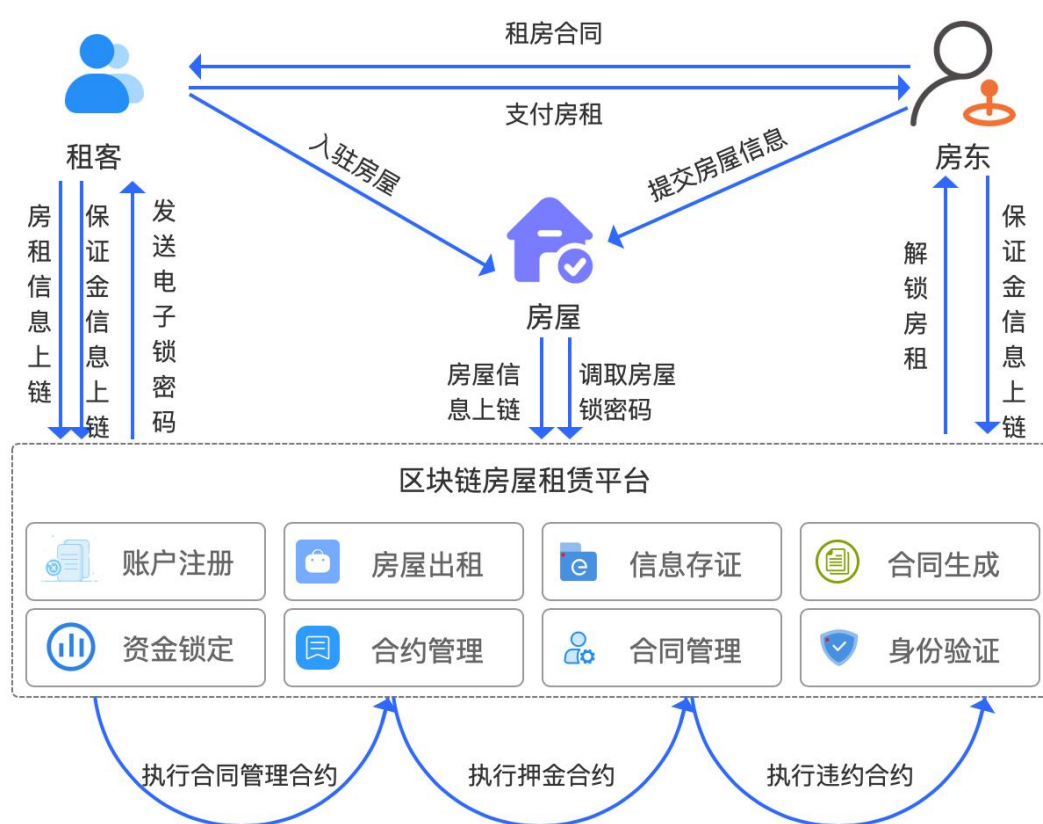 租房合同
支付房租
租客
房东
入驻房屋
提交房屋信息
房租信息上链
保证金信息上链
发送电子锁密码
房屋
解锁房租
保证金信息上链
房屋信
息上链
调取房屋
锁密码
区块链房屋租赁平台
账户注册
房屋出租
信息存证
合同生成
资金锁定
合约管理
合同管理
身份验证
执行合同管理合约
执行押金合约
执行违约合约